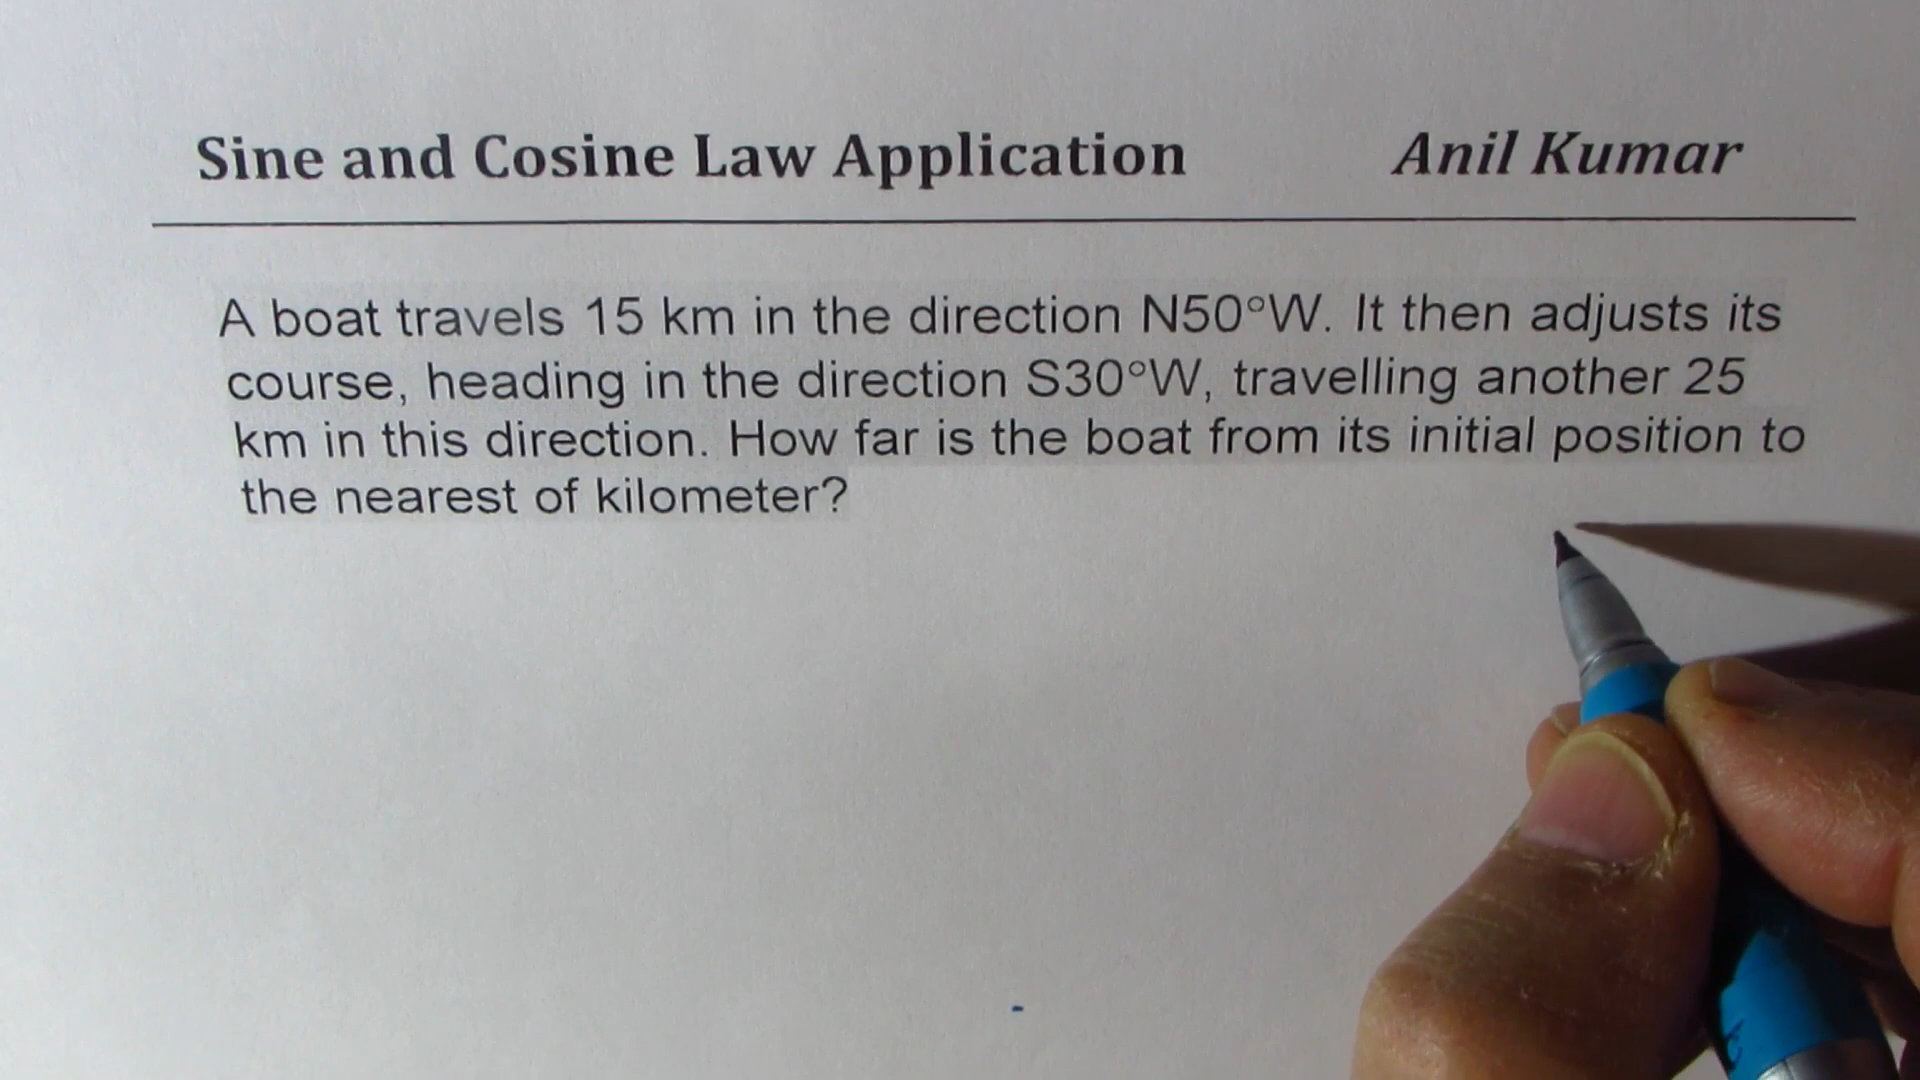 Sine and Cosine Law Application Anil Kumar
A boat travels 15 km in the direction N50°W. It then adjusts its
course, heading in the direction S30°W, travelling another 25
km in this direction. How far is the boat from its initial position to
the nearest of kilometer?